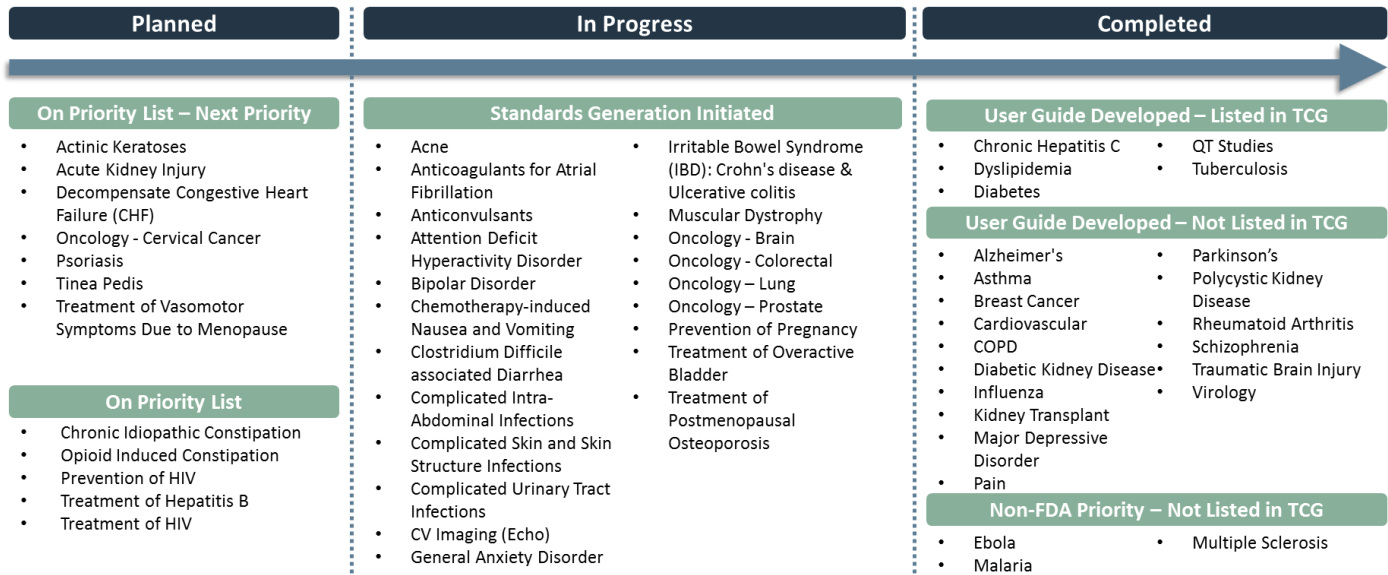 Planned
On Priority List – Next Priority
• Actinic Keratoses
• Acute Kidney Injury
• Decompensate Congestive Heart
Failure (CHF)
• Oncology - Cervical Cancer
• Psoriasis
• Tinea Pedis
• Treatment of Vasomotor
Symptoms Due to Menopause
On Priority List
• Chronic Idiopathic Constipation
• Opioid Induced Constipation
• Prevention of HIV
• Treatment of Hepatitis B
• Treatment of HIV
In Progress
Standards Generation Initiated
• Acne
• Anticoagulants for Atrial
Fibrillation
• Anticonvulsants
• Attention Deficit
Hyperactivity Disorder
• Bipolar Disorder
• Chemotherapy-induced
Nausea and Vomiting
• Clostridium Difficile
associated Diarrhea
• Complicated Intra-
Abdominal Infections
• Complicated Skin and Skin
Structure Infections
• Complicated Urinary Tract
Infections
• CV Imaging (Echo)
• General Anxiety Disorder
• Irritable Bowel Syndrome
(IBD): Crohn's disease &
Ulcerative colitis
• Muscular Dystrophy
• Oncology - Brain
• Oncology - Colorectal
• Oncology – Lung
• Oncology – Prostate
• Prevention of Pregnancy
• Treatment of Overactive
Bladder
• Treatment of
Postmenopausal
Osteoporosis
Completed
User Guide Developed – Listed in TCG
• Chronic Hepatitis C
• Dyslipidemia
• Diabetes
• QT Studies
• Tuberculosis
User Guide Developed – Not Listed in TCG
• Alzheimer's
• Asthma
• Breast Cancer
• Cardiovascular
• COPD
• Diabetic Kidney Disease
• Influenza
• Kidney Transplant
• Major Depressive
Disorder
• Pain
• Parkinson’s
• Polycystic Kidney
Disease
• Rheumatoid Arthritis
• Schizophrenia
• Traumatic Brain Injury
• Virology
Non-FDA Priority – Not Listed in TCG
• Ebola
• Malaria
• Multiple Sclerosis